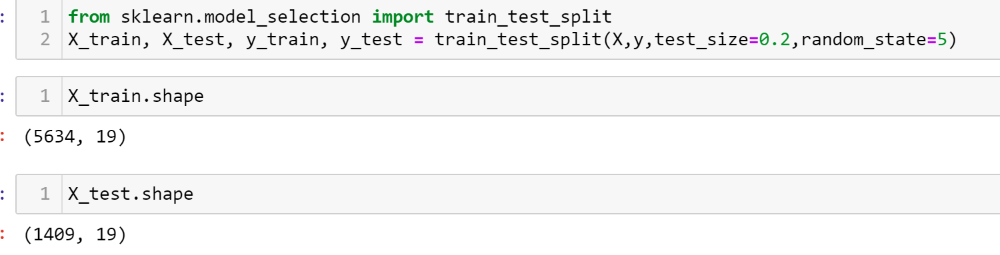 : 1 from sklearn.model_selection import train_test_split
2 X_train, X_test, y_train, y_test = train_test_split(X,y,test_size=0.2,random_state=5)
: 1 X_train.shape
: (5634, 19)
: 1 X_test.shape
: (1409, 19)